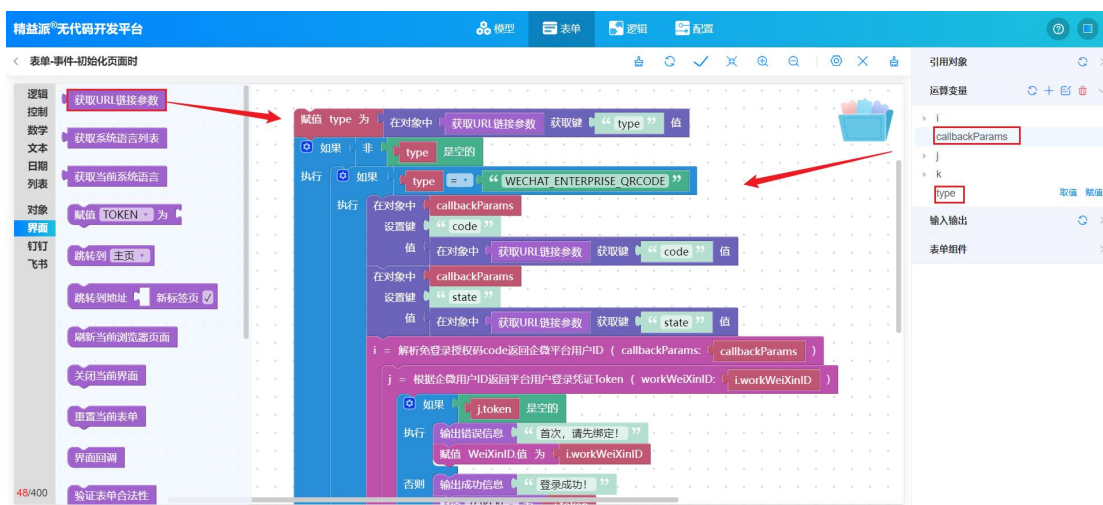 精益派®无代码开发平台
模型
表单
逻辑
配置
表单-事件-初始化页面时
引用对象
逻辑
控制
数学
文本
日期
列表
对象
界面
钉钉
飞书
48/400
获取URL链接参数
获取系统语言列表
获取当前系统语言
赋值 TOKEN 为
跳转到 主页
跳转到地址 新标签页
刷新当前浏览器页面
关闭当前界面
重置当前表单
界面回调
验证表单合法性
赋值 type 为 在对象中 获取URL链接参数 获取键 “ type ” 值
如果 非 type 是空的
执行 如果 type = “ WECHAT_ENTERPRISE_QRCODE ”
执行 在对象中 callbackParams
设置键 “ code ”
值 在对象中 获取URL链接参数 获取键 “ code ” 值
在对象中 callbackParams
设置键 “ state ”
值 在对象中 获取URL链接参数 获取键 “ state ” 值
i = 解析免登录授权码code返回企微平台用户ID ( callbackParams: callbackParams )
j = 根据企微用户ID返回平台用户登录凭证Token ( workWeiXinID: i.workWeiXinID )
如果 j.token 是空的
执行 输出错误信息 “ 首次，请先绑定！ ”
赋值 WeiXinID.值 为 i.workWeiXinID
否则 输出成功信息 “ 登录成功！ ”
运算变量
i
callbackParams
j
k
type 取值 赋值
输入输出
表单组件